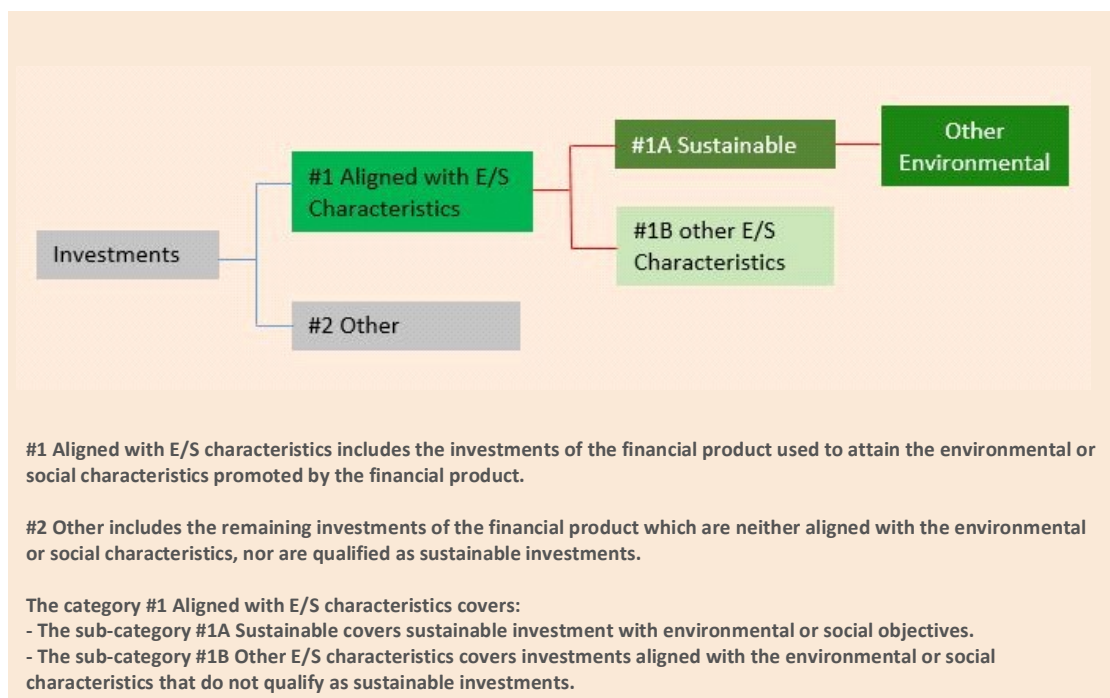 Investments
#1 Aligned with E/S
Characteristics
#2 Other
#1A Sustainable
#1B other E/S
Characteristics
Other
Environmental
#1 Aligned with E/S characteristics includes the investments of the financial product used to attain the environmental or
social characteristics promoted by the financial product.
#2 Other includes the remaining investments of the financial product which are neither aligned with the environmental
or social characteristics, nor are qualified as sustainable investments.
The category #1 Aligned with E/S characteristics covers:
- The sub-category #1A Sustainable covers sustainable investment with environmental or social objectives.
- The sub-category #1B Other E/S characteristics covers investments aligned with the environmental or social
characteristics that do not qualify as sustainable investments.